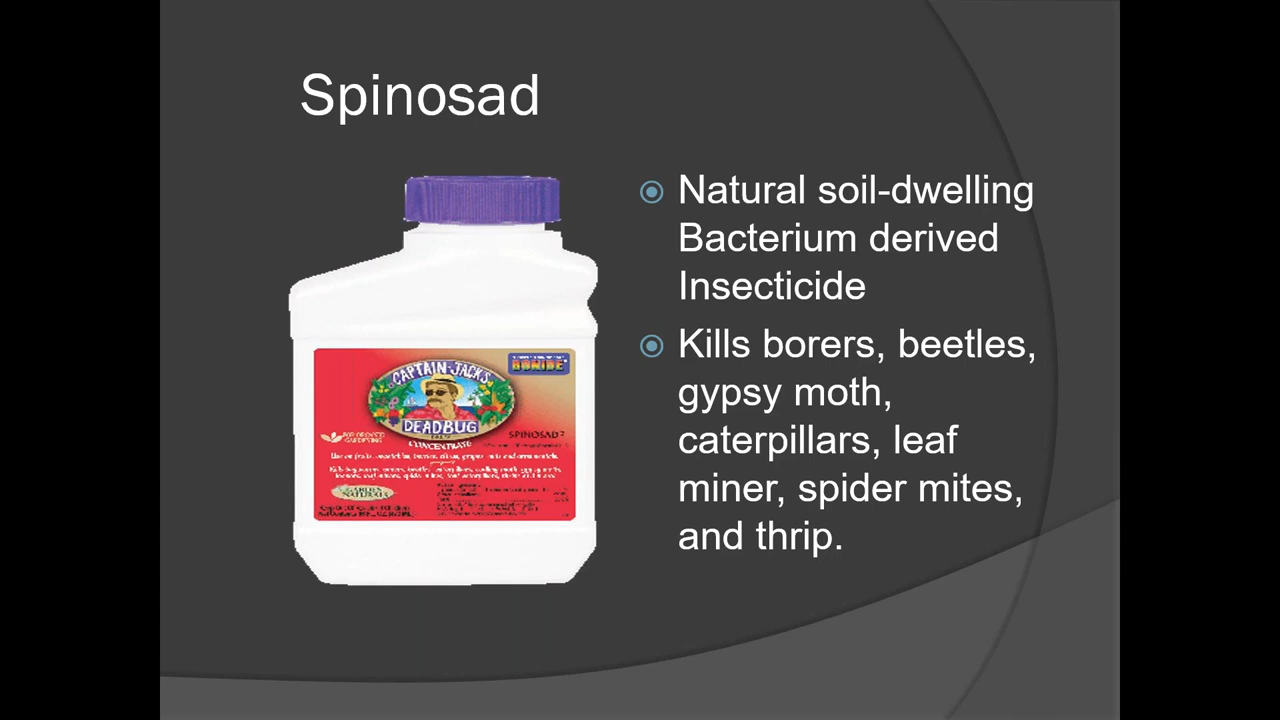 Spinosad
Natural soil-dwelling
Bacterium derived
Insecticide
Kills borers, beetles,
gypsy moth,
caterpillars, leaf
miner, spider mites,
and thrip.
CAPTAIN JACK'S
BONIDE
DEADBUG
SPINOSAD
CONCENTRATE